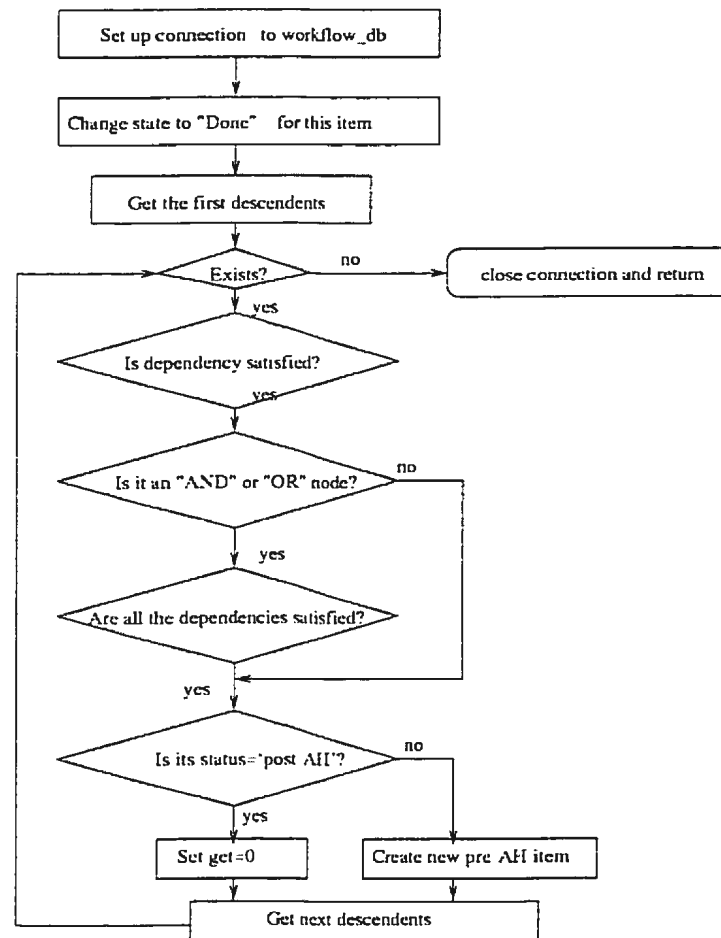 Set up connection to workflow_db
Change state to "Done" for this item
Get the first descendents
Exists?
no
close connection and return
yes
Is dependency satisfied?
yes
Is it an "AND" or "OR" node?
no
yes
Are all the dependencies satisfied?
yes
Is its status='post AH'?
no
yes
Set get=0
Create new pre AH item
Get next descendents